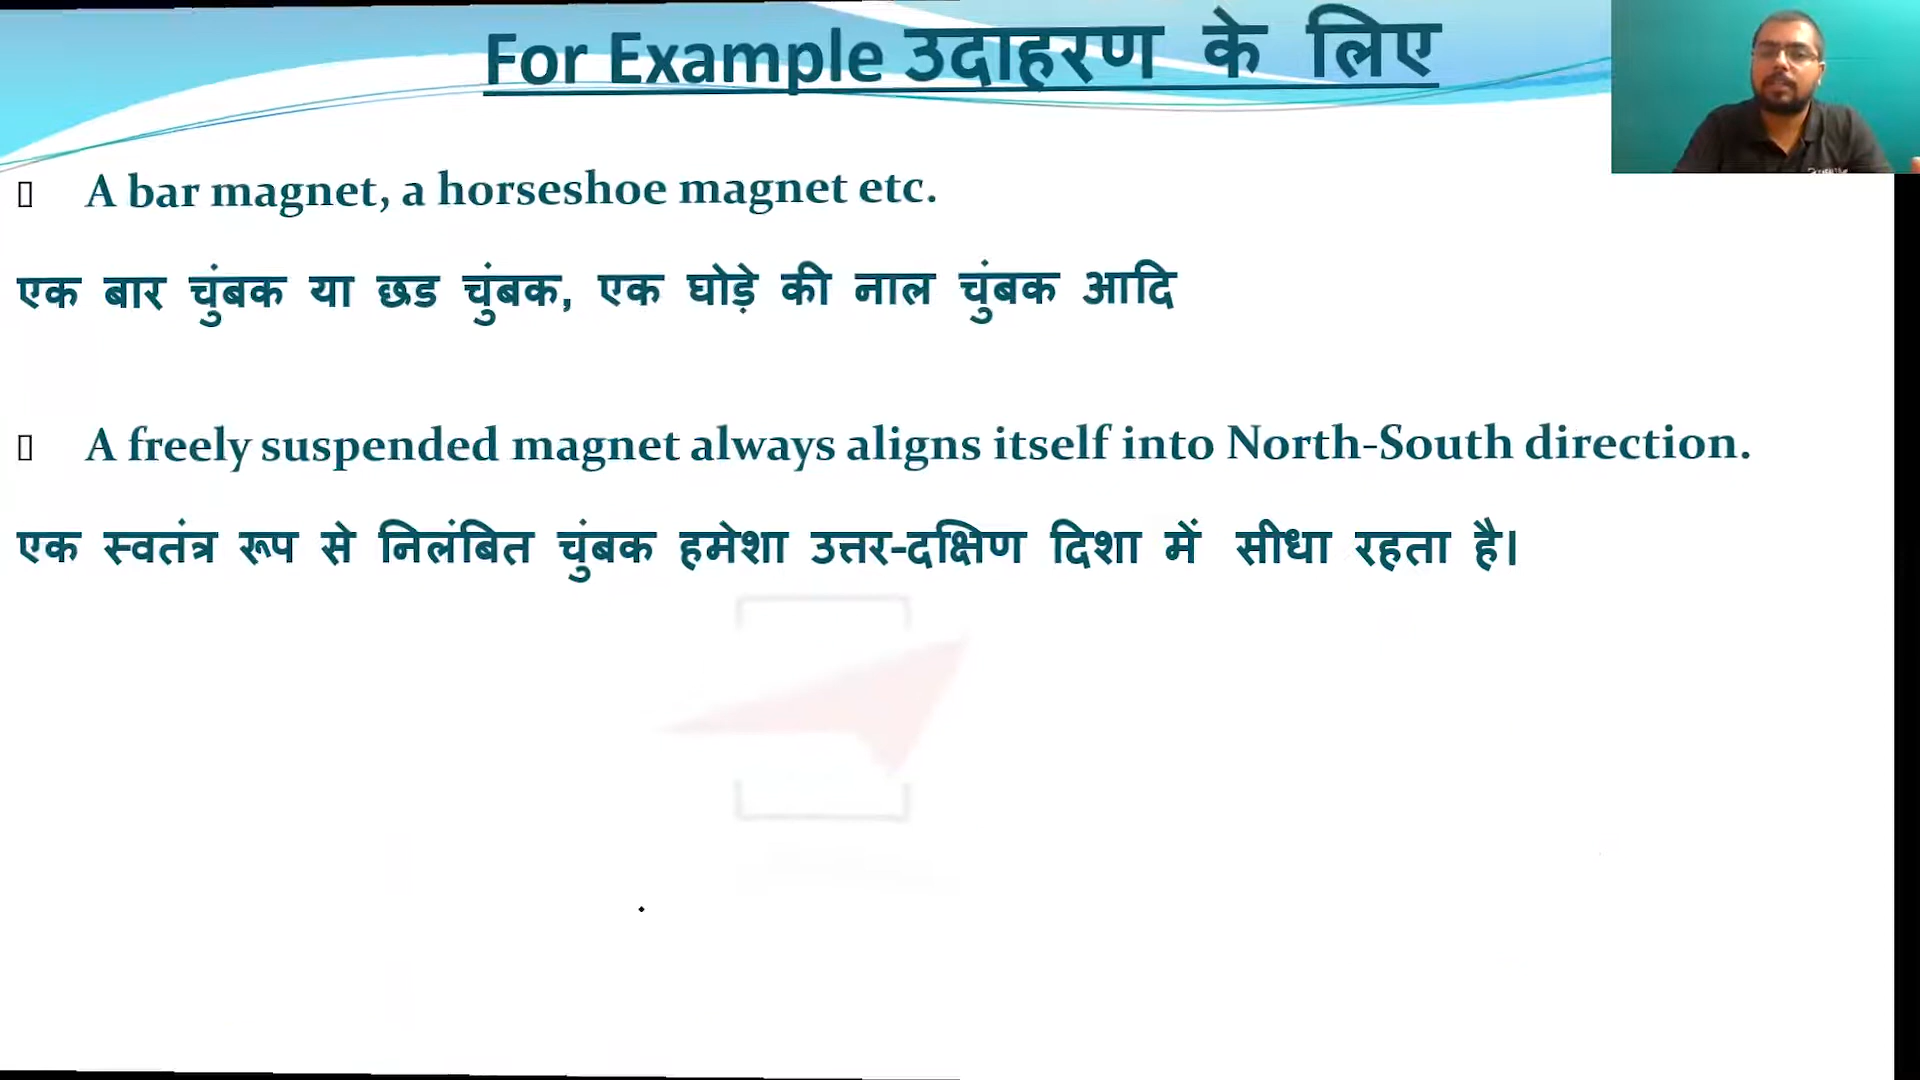 For Example उदाहरण के लिए
A bar magnet, a horseshoe magnet etc.
एक बार चुंबक या छड चुंबक, एक घोड़े की नाल चुंबक आदि
A freely suspended magnet always aligns itself into North-South direction.
एक स्वतंत्र रूप से निलंबित चुंबक हमेशा उत्तर-दक्षिण दिशा में सीधा रहता है।